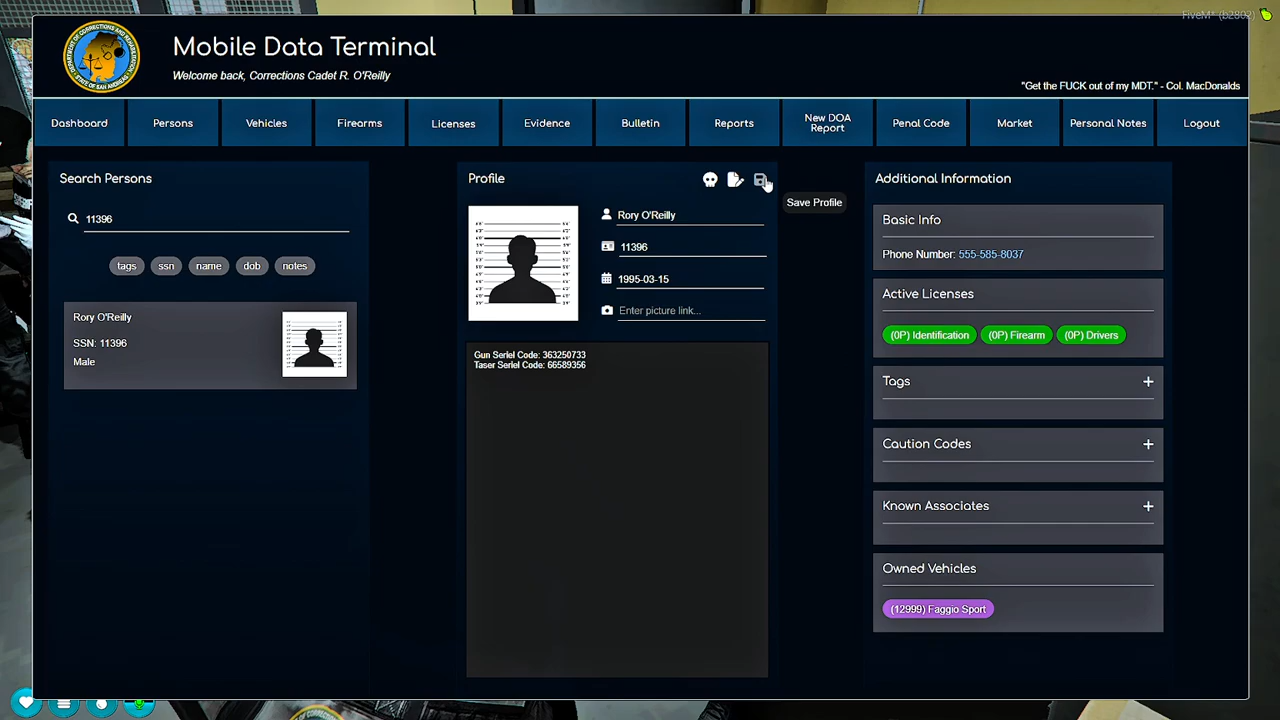 FiveM* (b2802)
Mobile Data Terminal
Welcome back, Corrections Cadet R. O'Reilly
"Get the FUCK out of my MDT." - Col. MacDonalds
Dashboard
Persons
Vehicles
Firearms
Licenses
Evidence
Bulletin
Reports
New DOA
Report
Penal Code
Market
Personal Notes
Logout
Search Persons
11396
tags
ssn
name
dob
notes
Rory O'Reilly
SSN: 11396
Male
Profile
Save Profile
Rory O'Reilly
11396
1995-03-15
Enter picture link...
Gun Seriel Code: 363250733
Taser Seriel Code: 66589356
Additional Information
Basic Info
Phone Number: 555-585-8037
Active Licenses
(0P) Identification
(0P) Firearm
(0P) Drivers
Tags
Caution Codes
Known Associates
Owned Vehicles
(12999) Faggio Sport